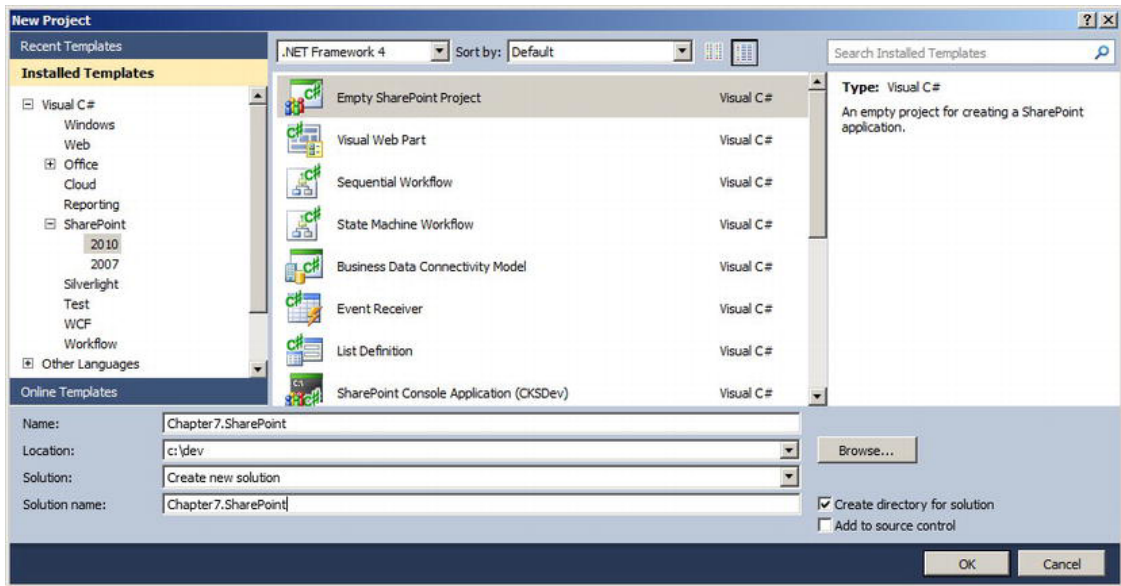 New Project
Recent Templates
Installed Templates
Visual C#
Windows
Web
Office
Cloud
Reporting
SharePoint
2010
2007
Silverlight
Test
WCF
Workflow
Other Languages
Online Templates
.NET Framework 4 Sort by: Default
Empty SharePoint Project Visual C#
Visual Web Part Visual C#
Sequential Workflow Visual C#
State Machine Workflow Visual C#
Business Data Connectivity Model Visual C#
Event Receiver Visual C#
List Definition Visual C#
SharePoint Console Application (CKSDev) Visual C#
Search Installed Templates
Type: Visual C#
An empty project for creating a SharePoint
application.
Name: Chapter7.SharePoint
Location: c:\dev Browse...
Solution: Create new solution
Solution name: Chapter7.SharePoint
Create directory for solution
Add to source control
OK Cancel